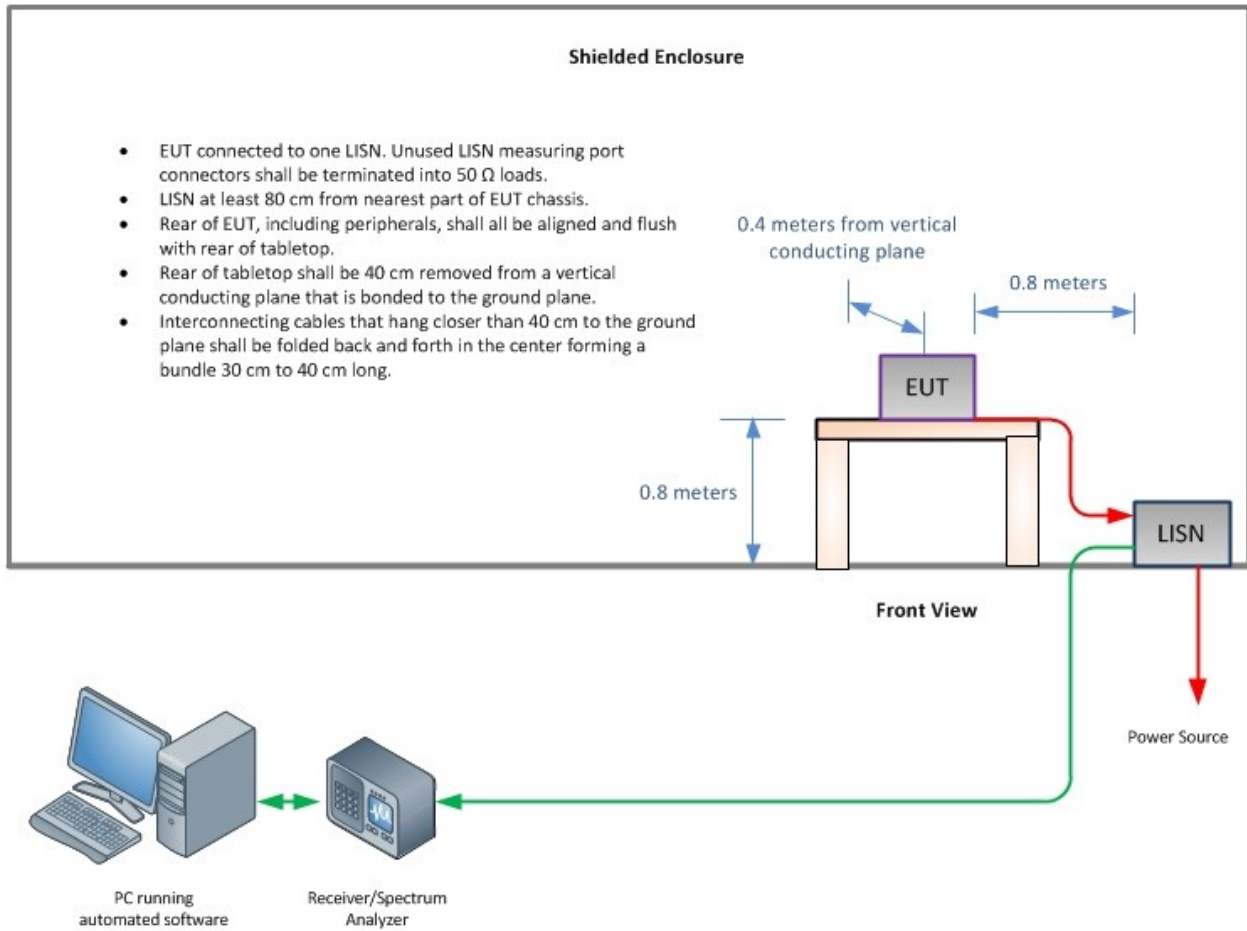 Shielded Enclosure
• EUT connected to one LISN. Unused LISN measuring port
connectors shall be terminated into 50 Ω loads.
• LISN at least 80 cm from nearest part of EUT chassis.
• Rear of EUT, including peripherals, shall all be aligned and flush
with rear of tabletop.
• Rear of tabletop shall be 40 cm removed from a vertical
conducting plane that is bonded to the ground plane.
• Interconnecting cables that hang closer than 40 cm to the ground
plane shall be folded back and forth in the center forming a
bundle 30 cm to 40 cm long.
0.4 meters from vertical
conducting plane
0.8 meters
EUT
0.8 meters
LISN
Front View
Power Source
PC running
automated software
Receiver/Spectrum
Analyzer